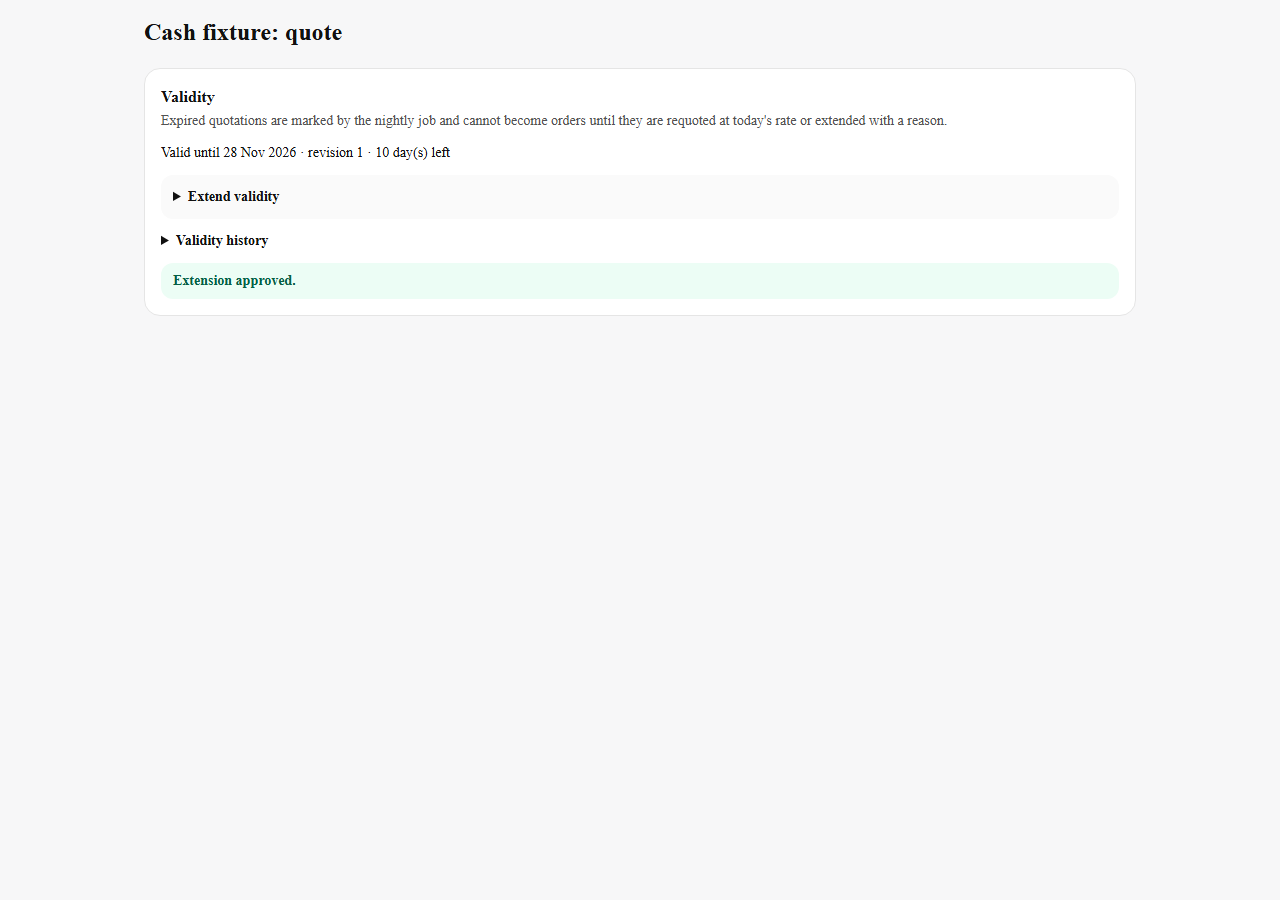 Cash fixture: quote
Validity
Expired quotations are marked by the nightly job and cannot become orders until they are requoted at today's rate or extended with a reason.
Valid until 28 Nov 2026 · revision 1 · 10 day(s) left
Extend validity
Validity history
Extension approved.